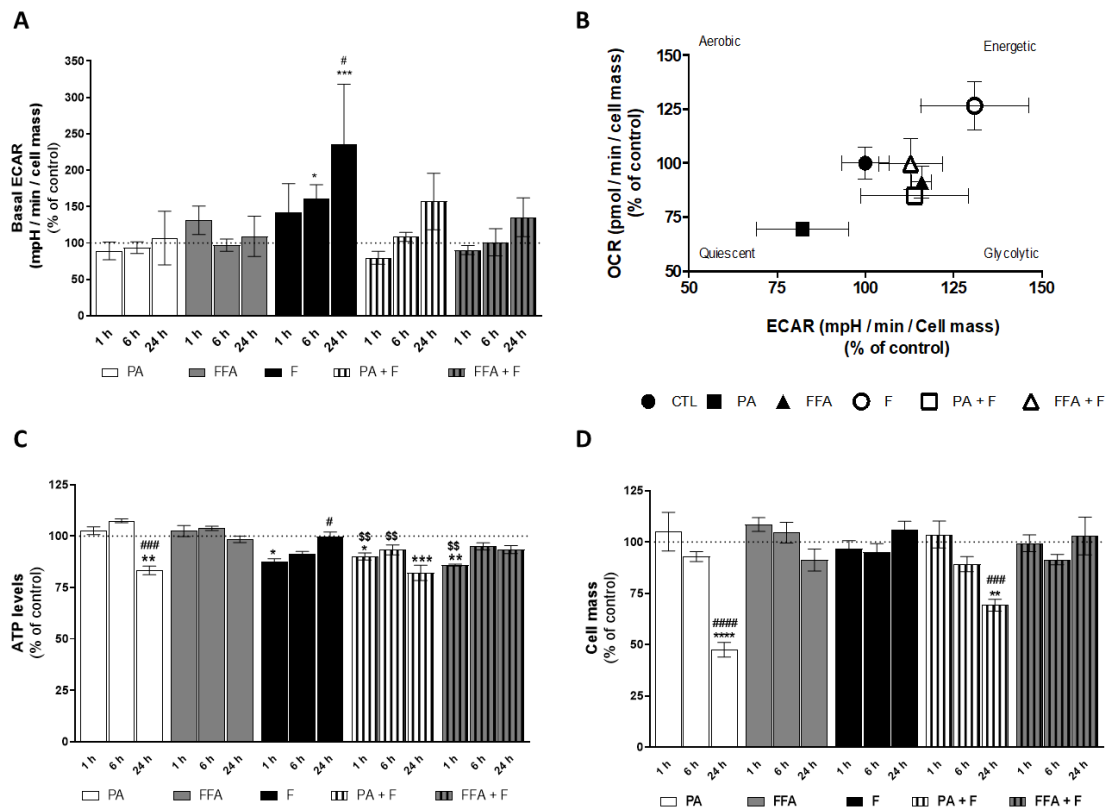 A
Basal ECAR
(mpH / min / cell mass)
(% of control)
350
300
250
200
150
100
50
0
*
#
***
1 h 6 h 24 h 1 h 6 h 24 h 1 h 6 h 24 h 1 h 6 h 24 h 1 h 6 h 24 h
PA FFA F PA + F FFA + F
B
OCR (pmol / min / cell mass)
(% of control)
150
125
100
75
50
Aerobic Energetic
Quiescent Glycolytic
50 75 100 125 150
ECAR (mpH / min / Cell mass)
(% of control)
CTL PA FFA F PA + F FFA + F
C
ATP levels
(% of control)
125
100
75
50
25
0
###
**
*
#
$$
*
$$
***
$$
**
1 h 6 h 24 h 1 h 6 h 24 h 1 h 6 h 24 h 1 h 6 h 24 h 1 h 6 h 24 h
PA FFA F PA + F FFA + F
D
Cell mass
(% of control)
125
100
75
50
25
0
####
****
###
**
1 h 6 h 24 h 1 h 6 h 24 h 1 h 6 h 24 h 1 h 6 h 24 h 1 h 6 h 24 h
PA FFA F PA + F FFA + F